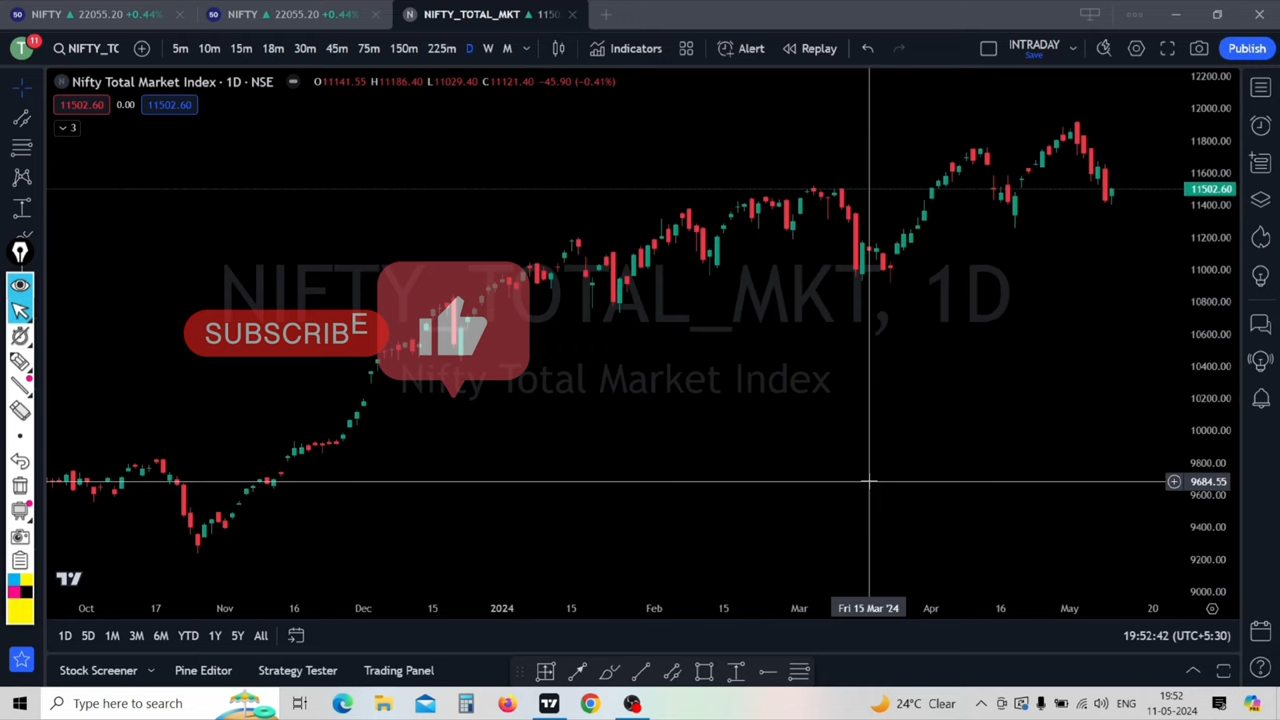 NIFTY ▲ 22055.20 +0.44%
NIFTY ▲ 22055.20 +0.44%
NIFTY_TOTAL_MKT ▲ 1150
T 11
NIFTY_TC
5m 10m 15m 18m 30m 45m 75m 150m 225m D W M
Indicators
Alert
Replay
INTRADAY
Save
Publish
Nifty Total Market Index · 1D · NSE
O11141.55 H11186.40 L11029.40 C11121.40 -45.90 (-0.41%)
11502.60 0.00 11502.60
3
NIFTY_TOTAL_MKT, 1D
Nifty Total Market Index
SUBSCRIBE
12200.00
12000.00
11800.00
11600.00
11502.60
11400.00
11200.00
11000.00
10800.00
10600.00
10400.00
10200.00
10000.00
9800.00
9684.55
9600.00
9400.00
9200.00
9000.00
Oct 17 Nov 16 Dec 15 2024 15 Feb 15 Mar Fri 15 Mar '24 Apr 16 May 20
1D 5D 1M 3M 6M YTD 1Y 5Y All
19:52:42 (UTC+5:30)
Stock Screener Pine Editor Strategy Tester Trading Panel
Type here to search
24°C Clear
ENG
19:52
11-05-2024